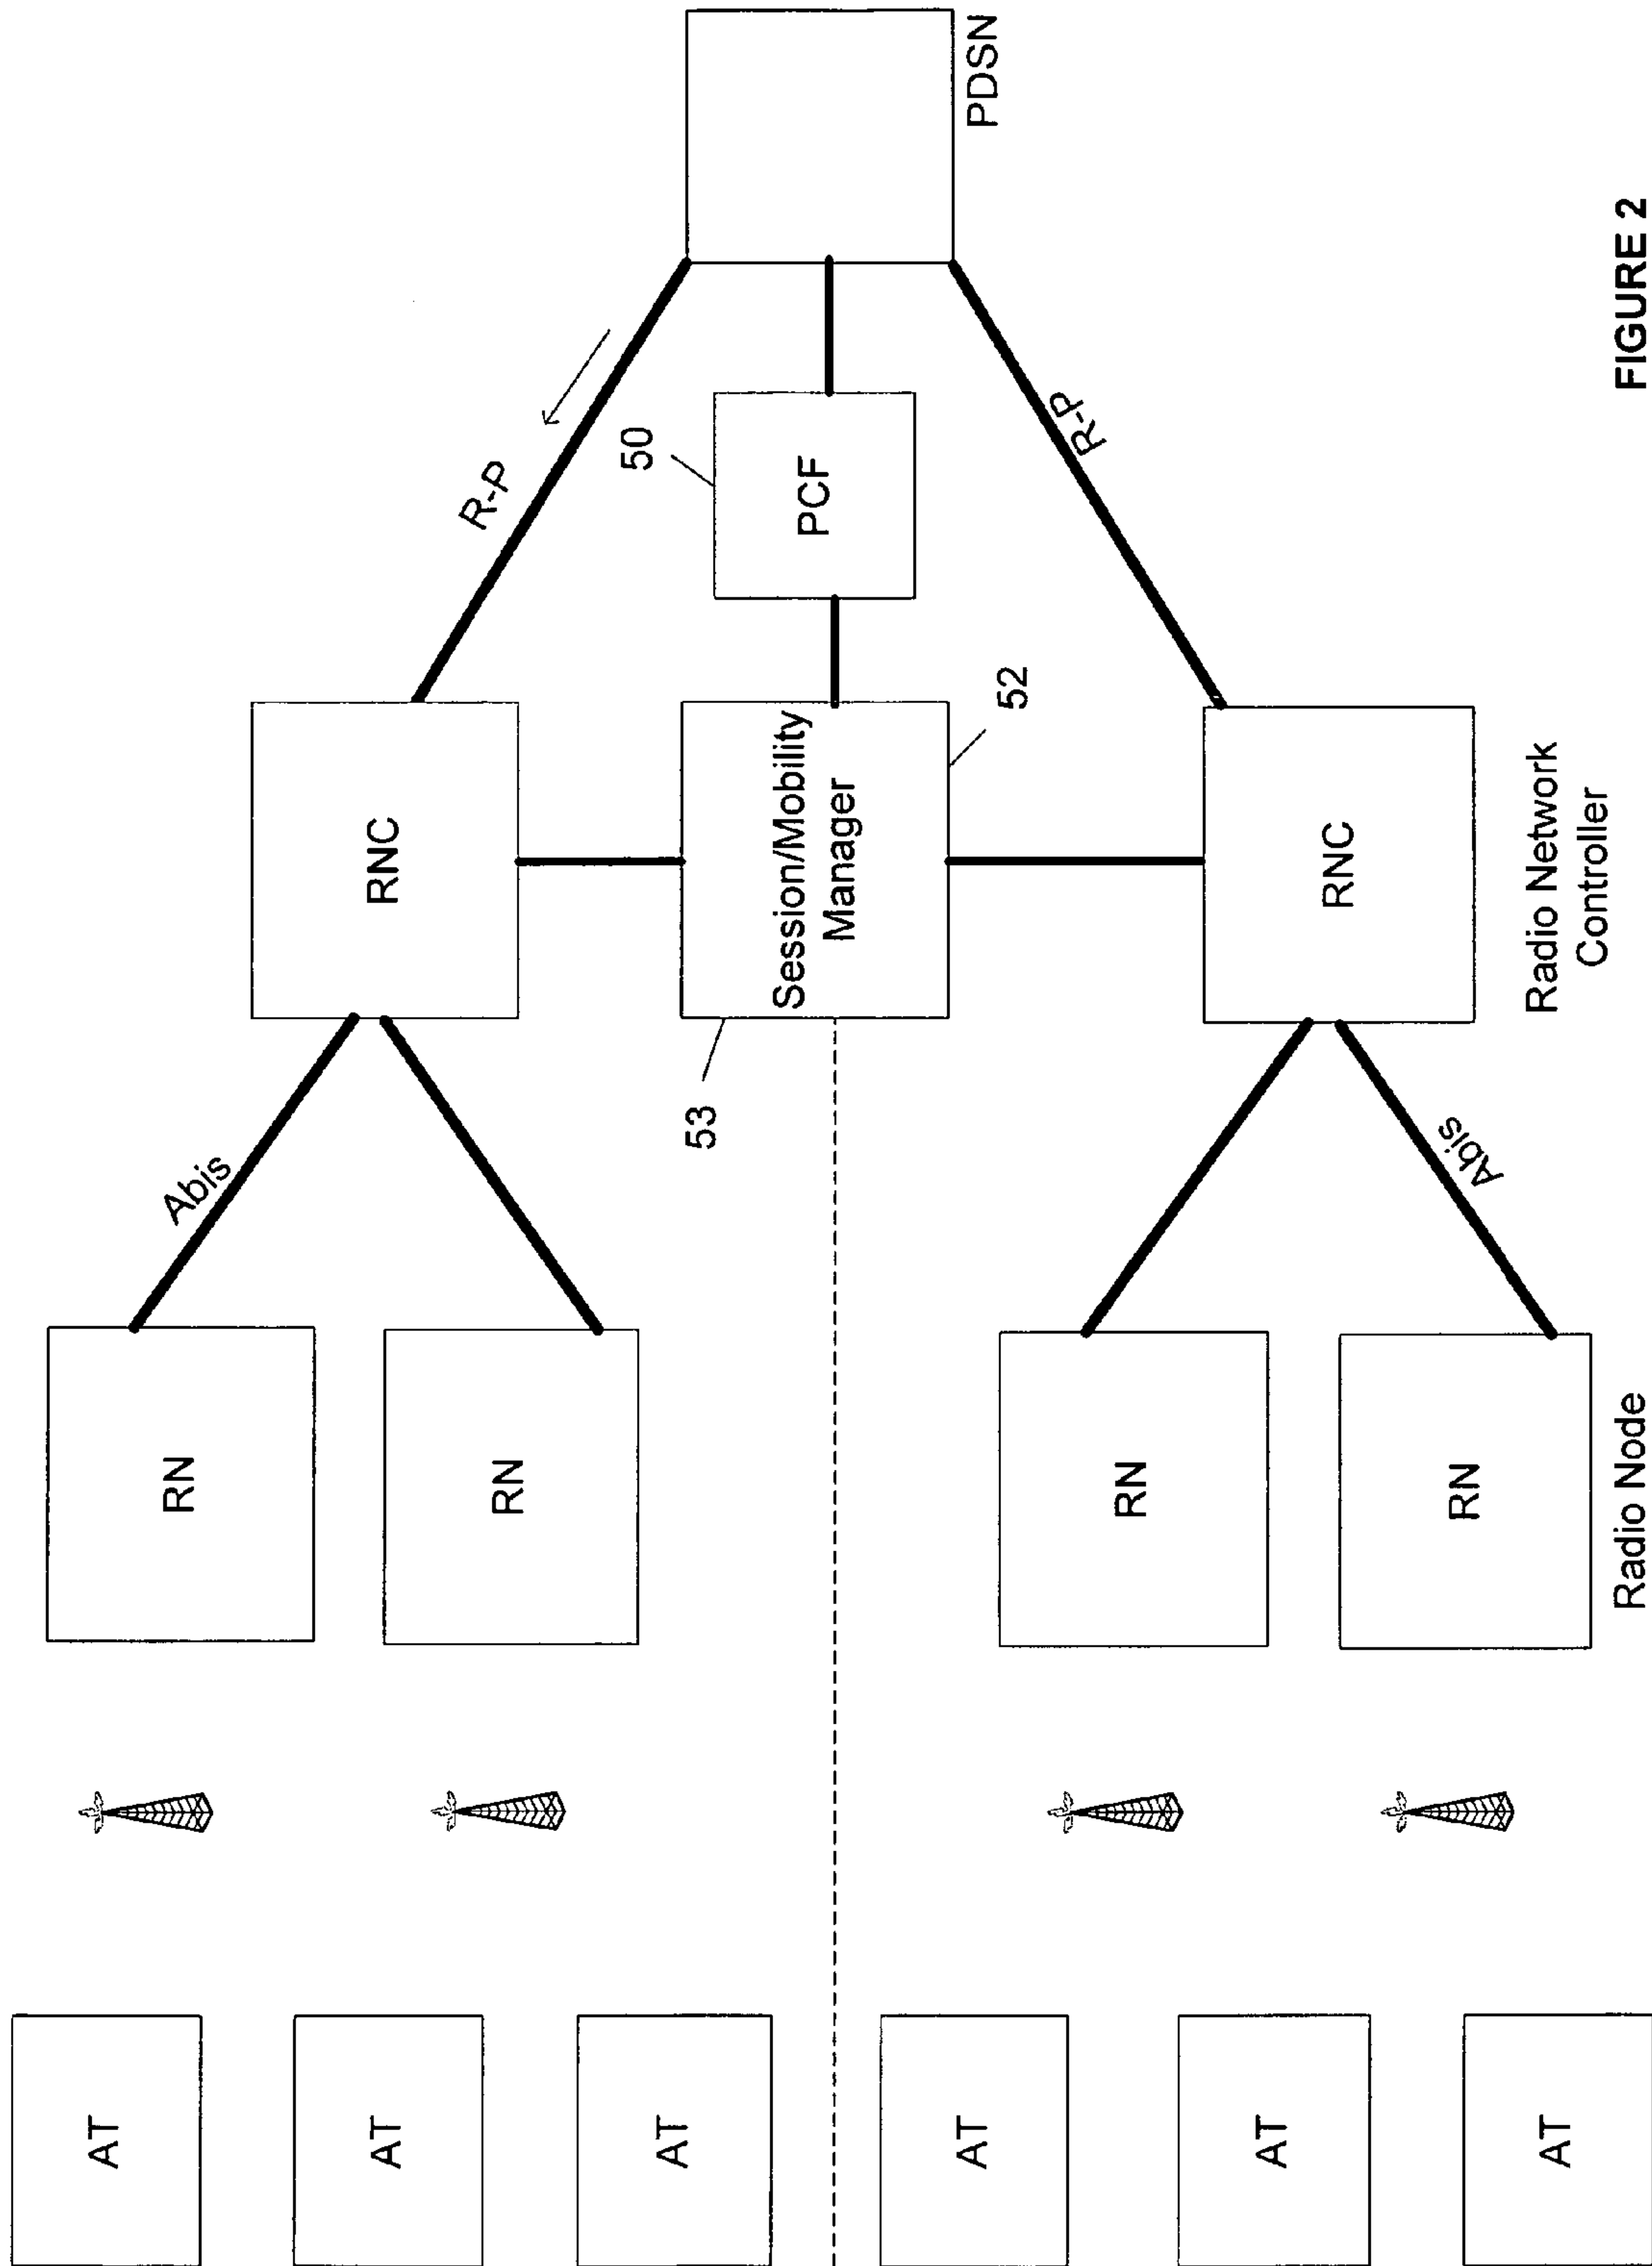 AT
AT
AT
AT
AT
AT
RN
RN
RN
RN
Radio Node
Abis
Abis
RNC
53
Session/Mobility
Manager
52
RNC
Radio Network
Controller
R-P
50
PCF
R-P
PDSN
FIGURE 2